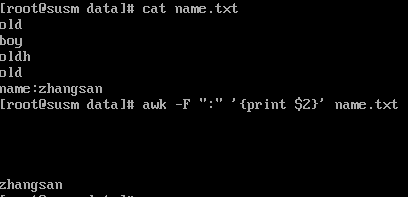 [root@susm data]# cat name.txt
old
boy
oldh
old
name:zhangsan
[root@susm data]# awk -F ":" '{print $2}' name.txt
zhangsan